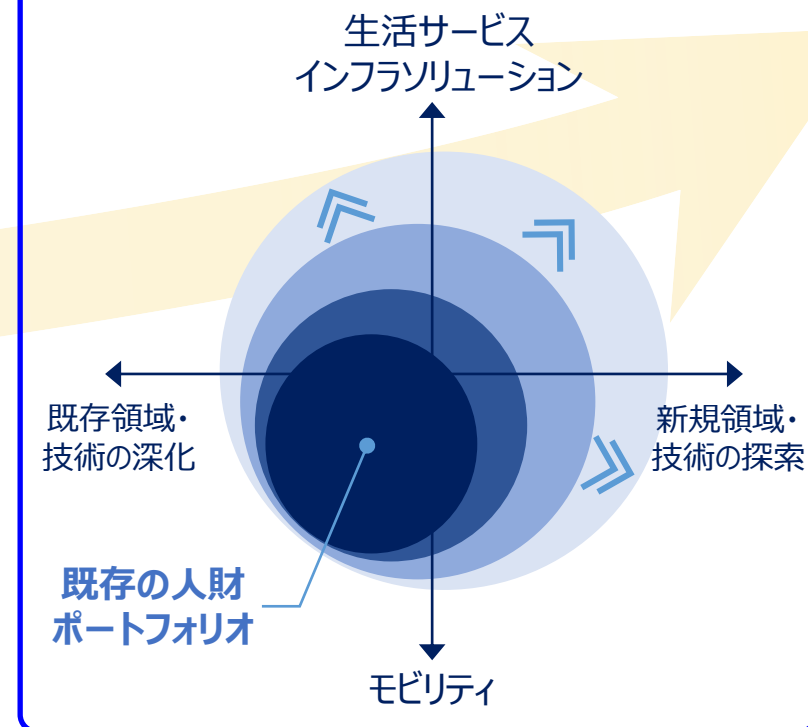 生活サービス
インフラソリューション
既存領域・
技術の深化
新規領域・
技術の探索
既存の人財
ポートフォリオ
モビリティ